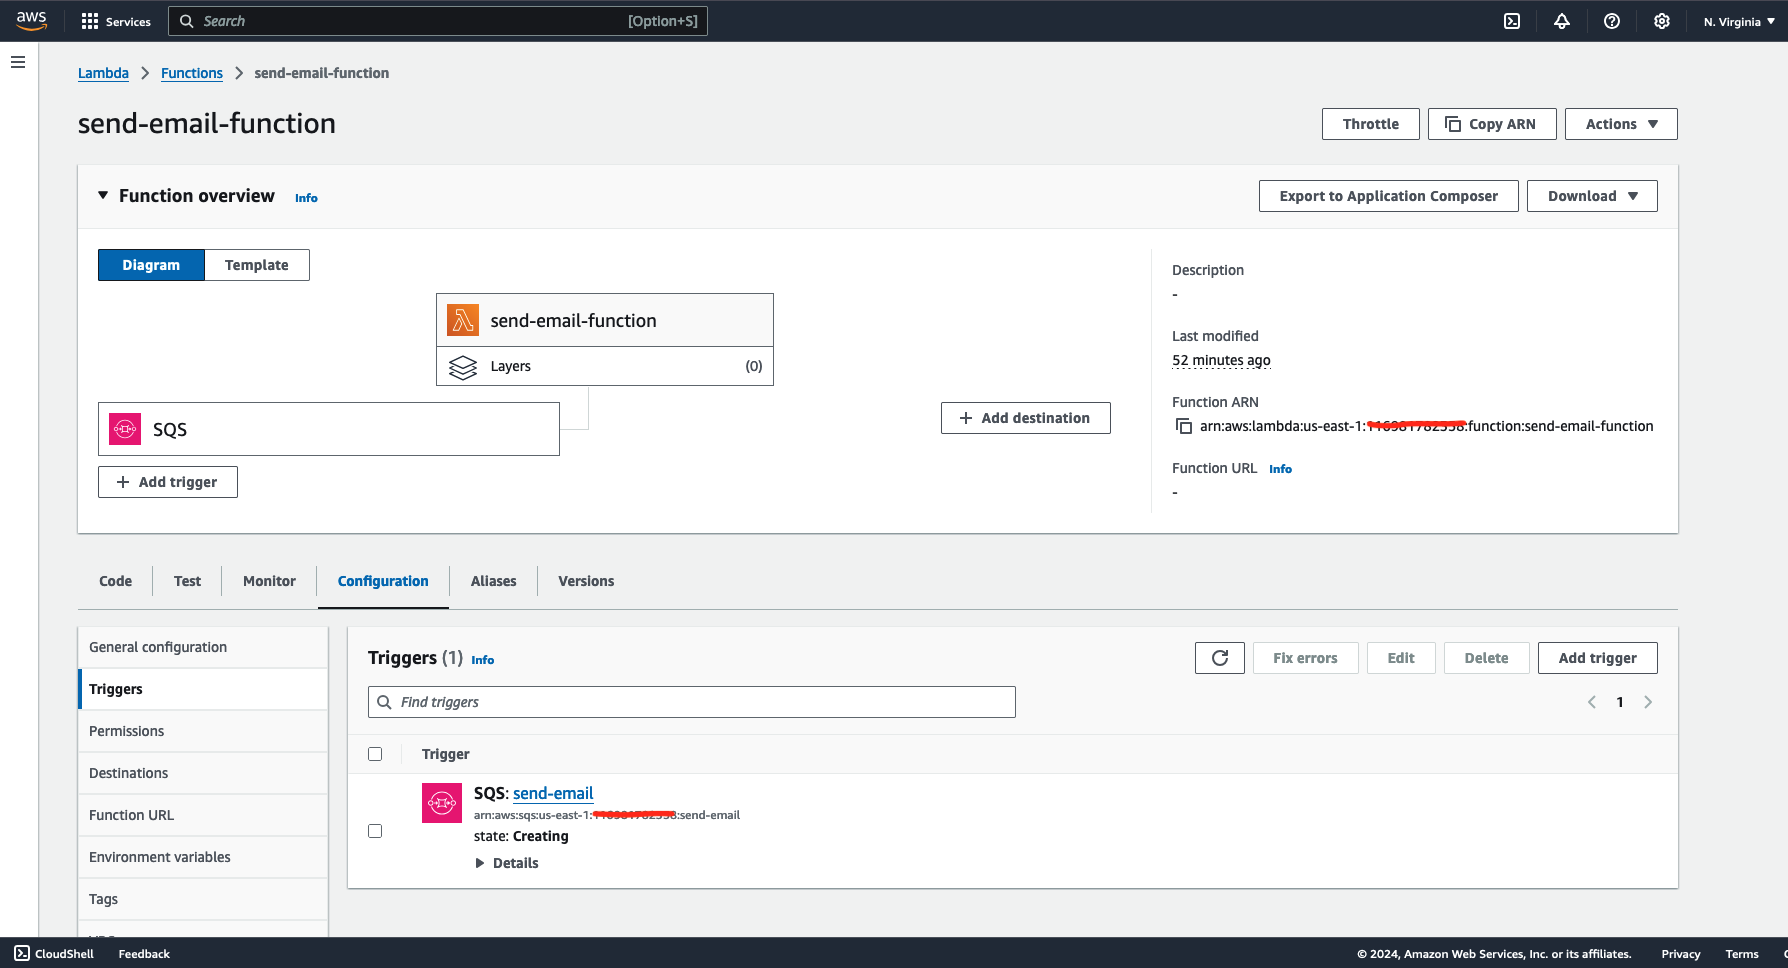 aws
Services
Search
[Option+S]
N. Virginia
Lambda
Functions
send-email-function
send-email-function
Throttle
Copy ARN
Actions
Function overview
Info
Export to Application Composer
Download
Diagram
Template
send-email-function
Layers
(0)
SQS
Add trigger
Add destination
Description
-
Last modified
52 minutes ago
Function ARN
arn:aws:lambda:us-east-1: :function:send-email-function
Function URL Info
-
Code
Test
Monitor
Configuration
Aliases
Versions
General configuration
Triggers
Permissions
Destinations
Function URL
Environment variables
Tags
Triggers (1) Info
Fix errors
Edit
Delete
Add trigger
Find triggers
1
Trigger
SQS: send-email
arn:aws:sqs:us-east-1: :send-email
state: Creating
Details
CloudShell
Feedback
© 2024, Amazon Web Services, Inc. or its affiliates.
Privacy
Terms